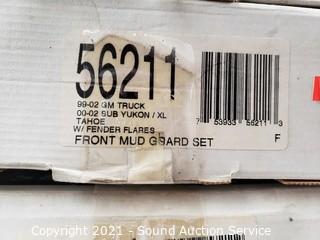 56211
99-02 GM TRUCK
00-02 SUB YUKON / XL
TAHOE
W/ FENDER FLARES
FRONT MUD GUARD SET F
7 53933 56211 3
Copyright 2021 - Sound Auction Service